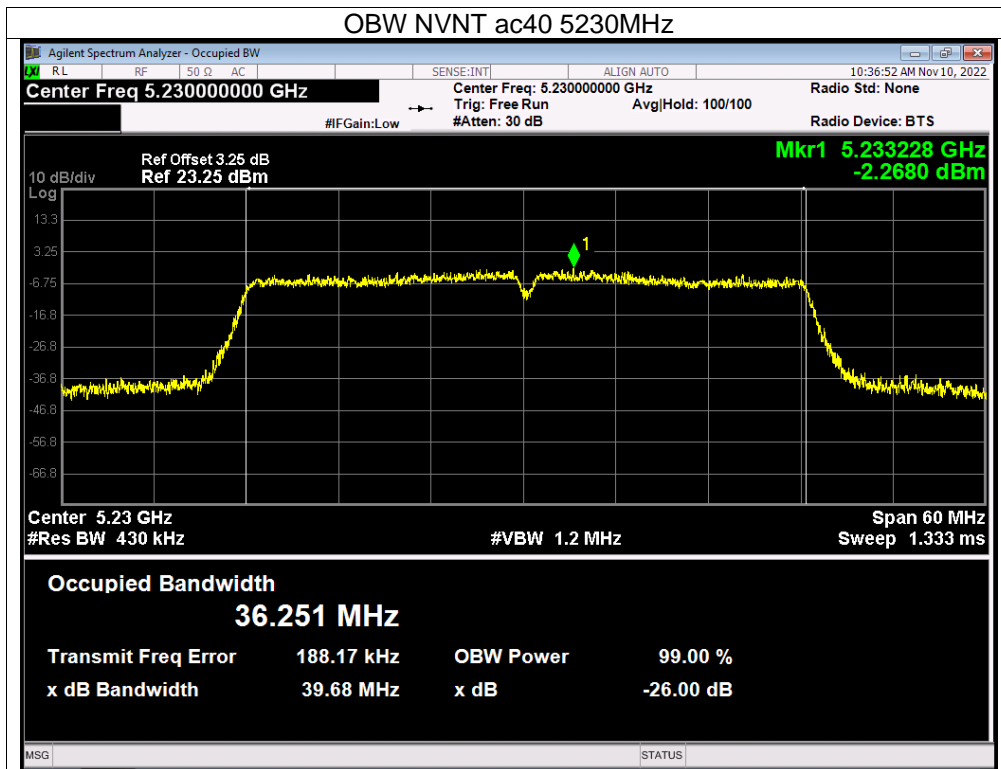 OBW NVNT ac40 5230MHz
Agilent Spectrum Analyzer - Occupied BW
LXI RL RF 50 Ω AC SENSE:INT ALIGN AUTO 10:36:52 AM Nov 10, 2022
Center Freq 5.230000000 GHz Center Freq: 5.230000000 GHz Radio Std: None
Trig: Free Run Avg|Hold: 100/100
#IFGain:Low #Atten: 30 dB Radio Device: BTS
Mkr1 5.233228 GHz
-2.2680 dBm
Ref Offset 3.25 dB
10 dB/div Ref 23.25 dBm
Log
13.3
3.25
-6.75
-16.8
-26.8
-36.8
-46.8
-56.8
-66.8
1
Center 5.23 GHz Span 60 MHz
#Res BW 430 kHz #VBW 1.2 MHz Sweep 1.333 ms
Occupied Bandwidth
36.251 MHz
Transmit Freq Error 188.17 kHz OBW Power 99.00 %
x dB Bandwidth 39.68 MHz x dB -26.00 dB
MSG STATUS